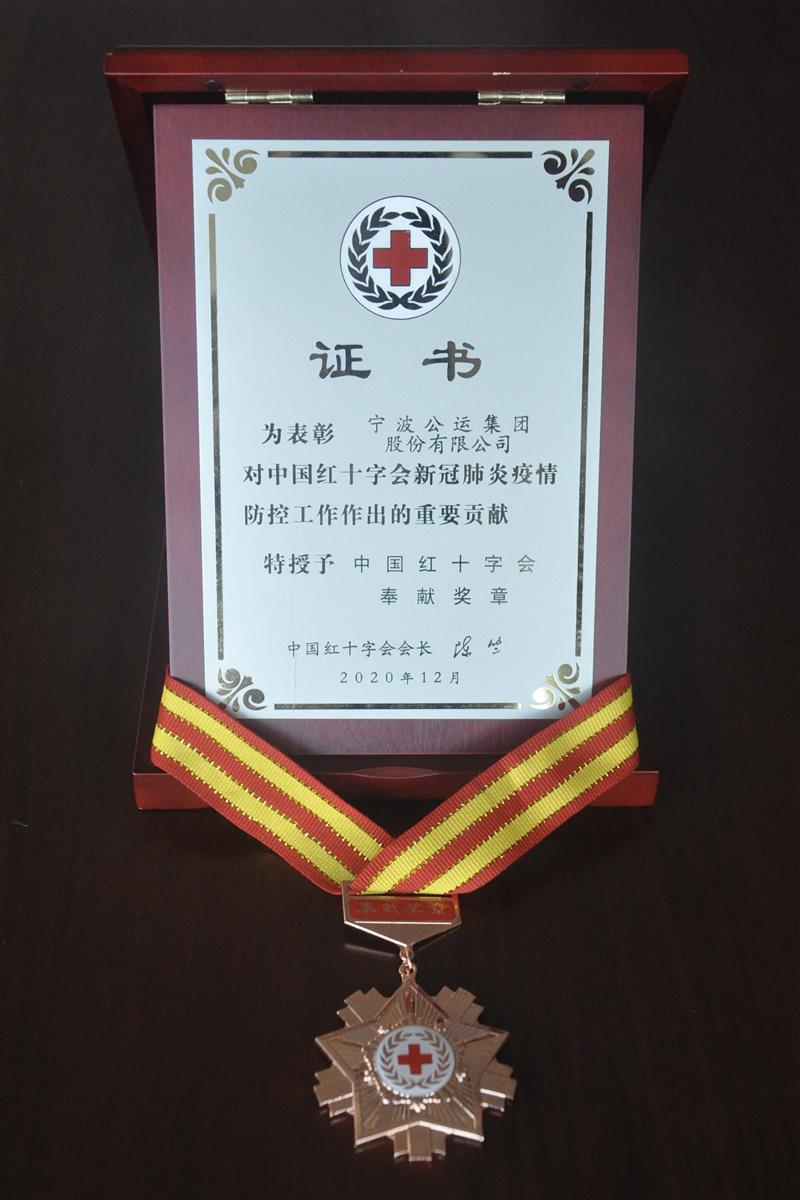 证 书
为表彰 宁波公运集团
股份有限公司
对中国红十字会新冠肺炎疫情
防控工作作出的重要贡献
特授予 中国红十字会
奉献奖章
中国红十字会会长 陈竺
2020年12月
奉献奖章